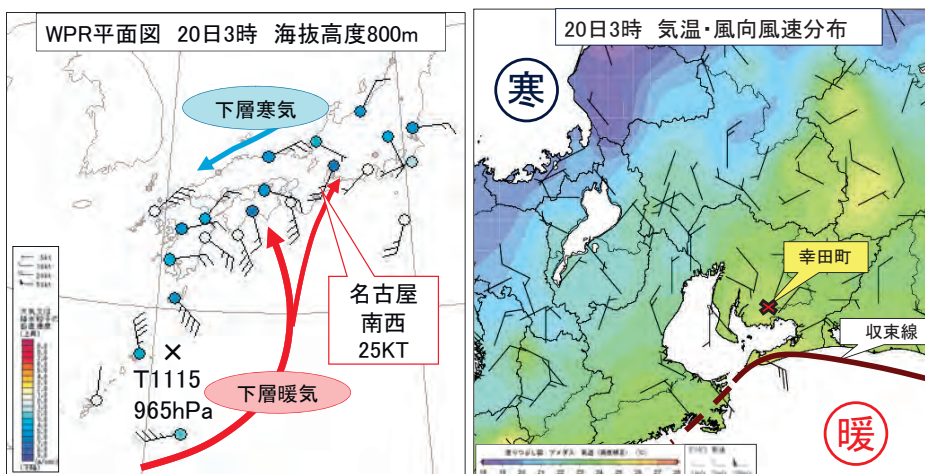 WPR平面図 20日3時 海抜高度800m
下層寒気
名古屋
南西
25KT
T1115
965hPa
下層暖気
20日3時 気温・風向風速分布
寒
幸田町
収束線
暖